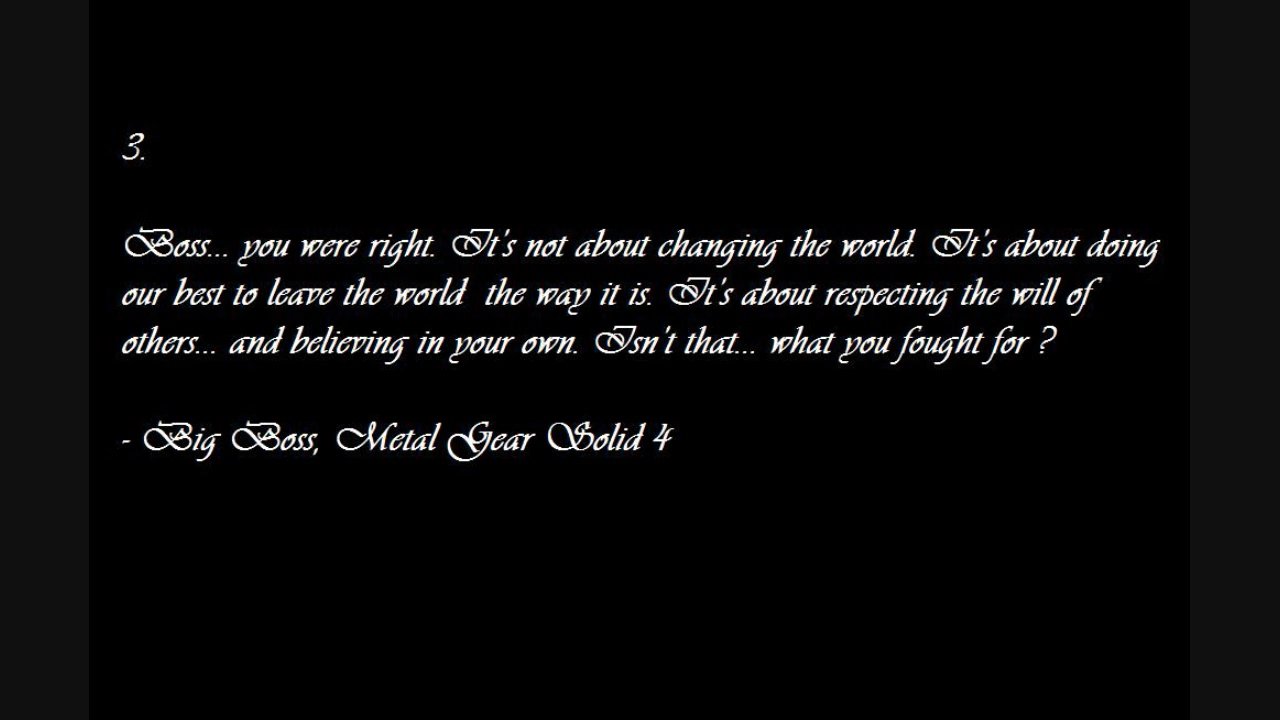 3.
Boss... you were right. It's not about changing the world. It's about doing
our best to leave the world the way it is. It's about respecting the will of
others... and believing in your own. Isn't that... what you fought for ?
- Big Boss, Metal Gear Solid 4